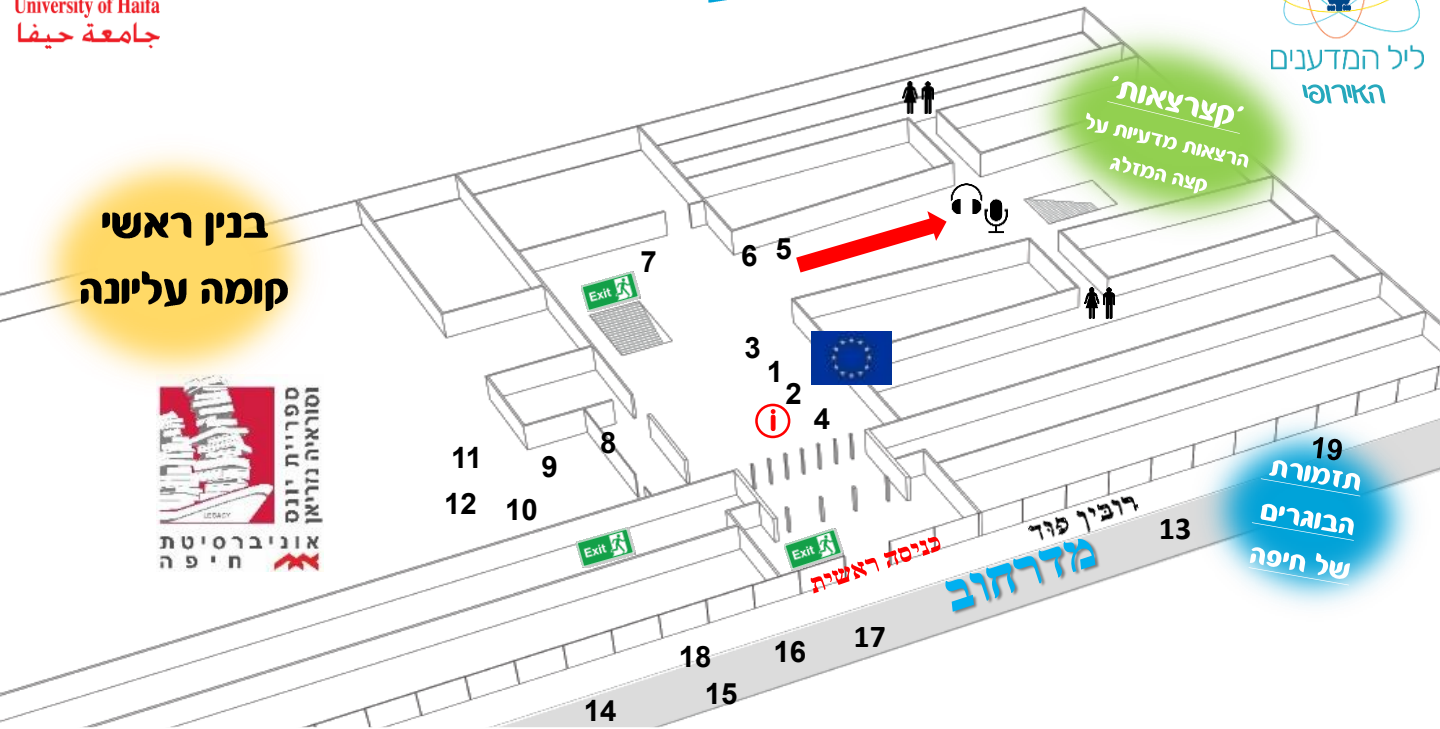 University of Haifa
جامعة حيفا
ליל המדענים
האירופי
'קצרצאות'
הרצאות מדעיות על
קצה המזלג
בנין ראשי
קומה עליונה
7
6
5
Exit
3
1
2
i
4
8
11
9
12
10
ספריית יונס
וסוראיה נזריאן
LEGACY
אוניברסיטת
חיפה
Exit
Exit
כניסה ראשית
רובין פוד
מדרחוב
13
19
תזמורת
הבוגרים
של חיפה
18
16
17
14
15